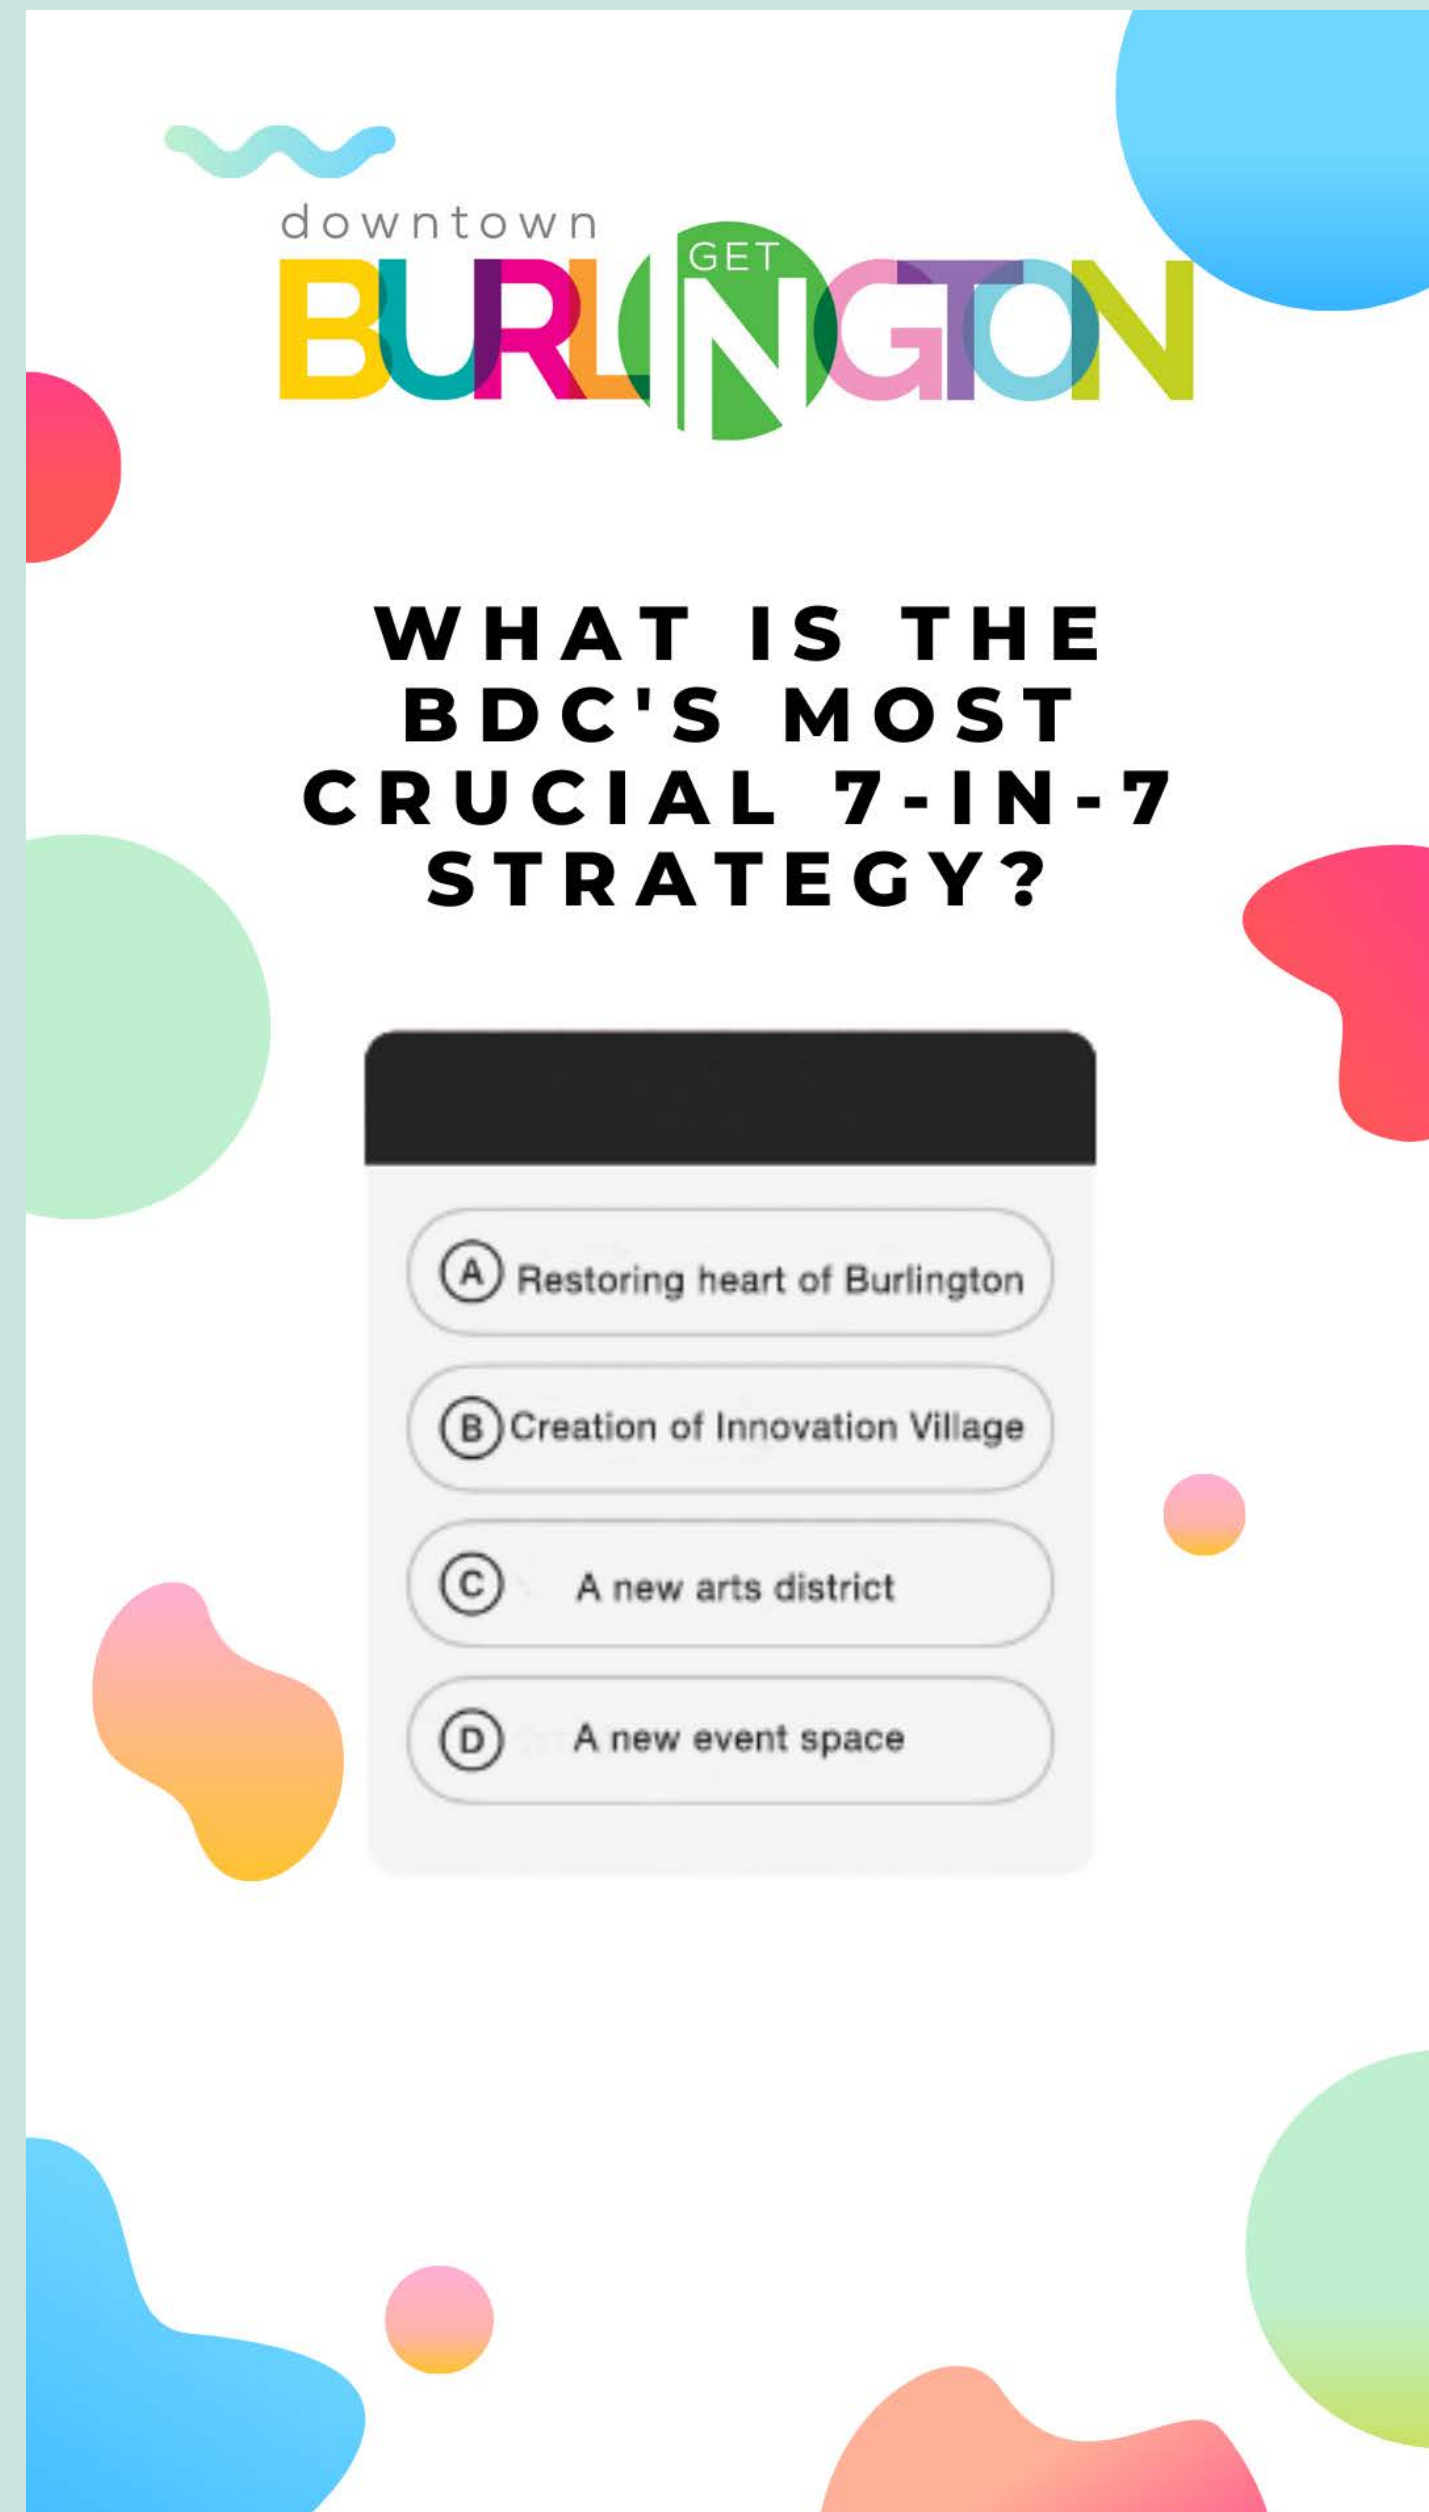 downtown
BURLINGTON
GET
WHAT IS THE
BDC'S MOST
CRUCIAL 7-IN-7
STRATEGY?
A Restoring heart of Burlington
B Creation of Innovation Village
C A new arts district
D A new event space